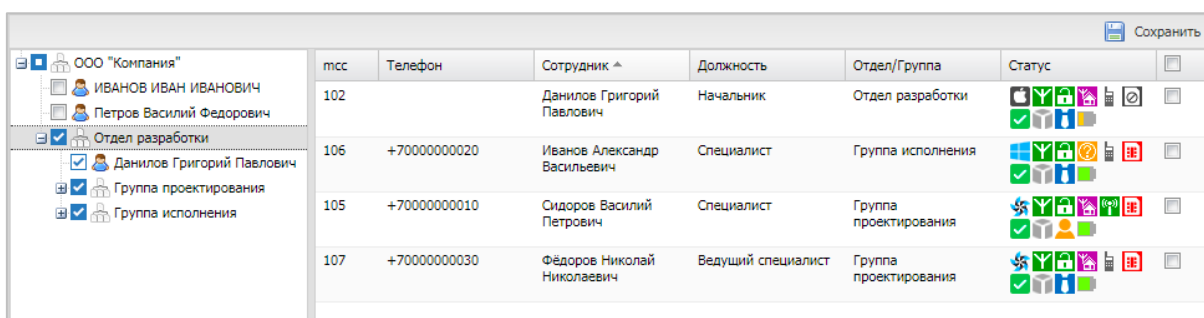 Сохранить
ООО "Компания"
ИВАНОВ ИВАН ИВАНОВИЧ
Петров Василий Федорович
Отдел разработки
Данилов Григорий Павлович
Группа проектирования
Группа исполнения
mcc Телефон Сотрудник Должность Отдел/Группа Статус
102 Данилов Григорий Начальник Отдел разработки
Павлович
106 +70000000020 Иванов Александр Специалист Группа исполнения
Васильевич
105 +70000000010 Сидоров Василий Специалист Группа
Петрович проектирования
107 +70000000030 Фёдоров Николай Ведущий специалист Группа
Николаевич проектирования